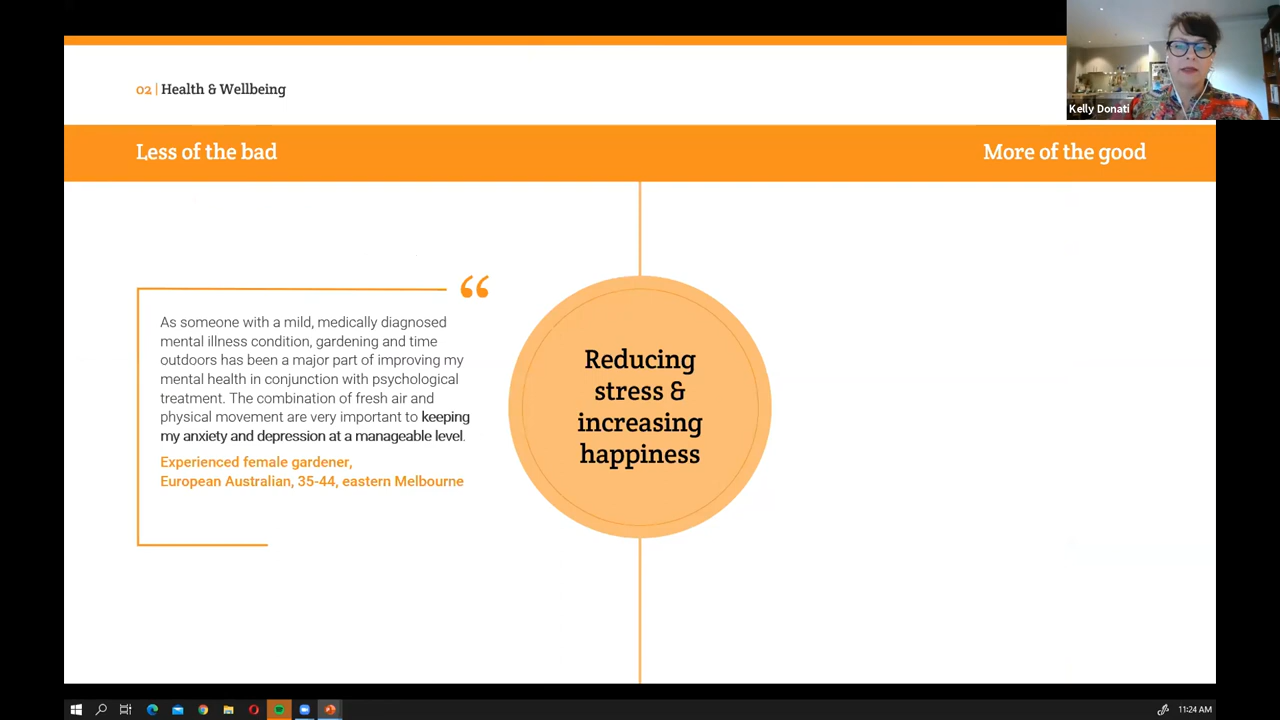 Kelly Donati
02 | Health & Wellbeing
Less of the bad
More of the good
“
As someone with a mild, medically diagnosed
mental illness condition, gardening and time
outdoors has been a major part of improving my
mental health in conjunction with psychological
treatment. The combination of fresh air and
physical movement are very important to keeping
my anxiety and depression at a manageable level.
Experienced female gardener,
European Australian, 35-44, eastern Melbourne
Reducing
stress &
increasing
happiness
11:24 AM